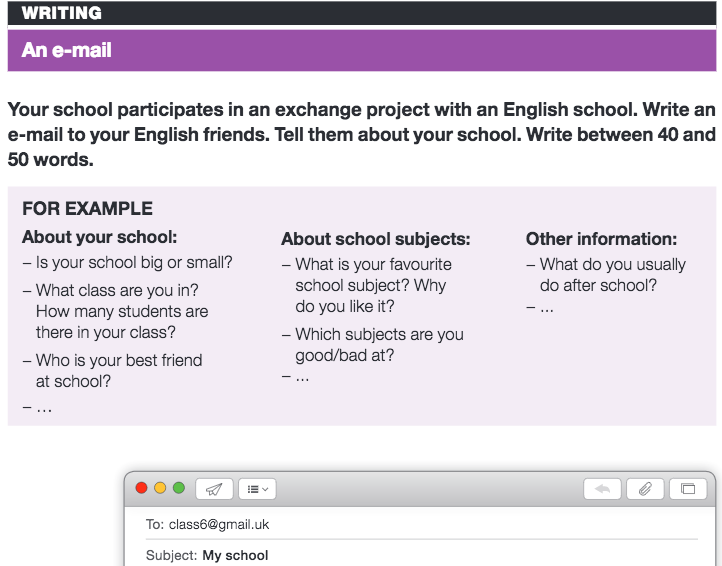 WRITING
An e-mail
Your school participates in an exchange project with an English school. Write an
e-mail to your English friends. Tell them about your school. Write between 40 and
50 words.
FOR EXAMPLE
About your school:
– Is your school big or small?
– What class are you in?
How many students are
there in your class?
– Who is your best friend
at school?
– ...
About school subjects:
– What is your favourite
school subject? Why
do you like it?
– Which subjects are you
good/bad at?
– ...
Other information:
– What do you usually
do after school?
– ...
To: class6@gmail.uk
Subject: My school